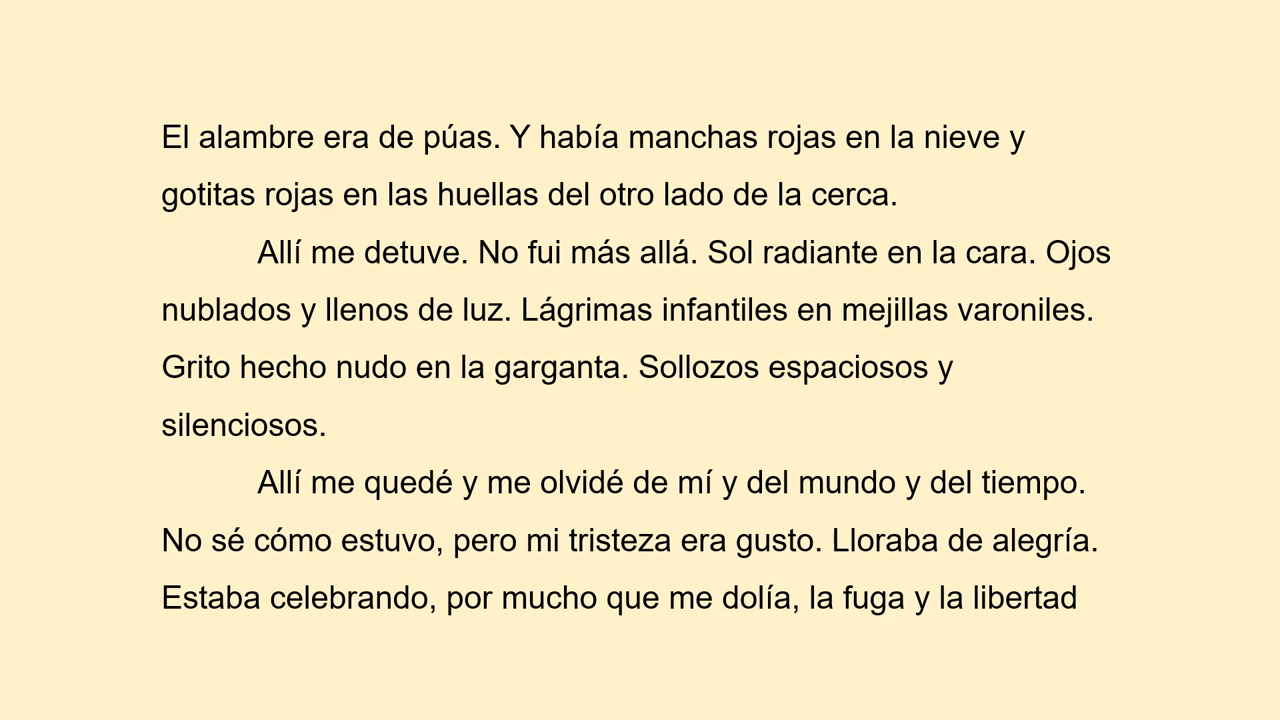 El alambre era de púas. Y había manchas rojas en la nieve y
gotitas rojas en las huellas del otro lado de la cerca.
Allí me detuve. No fui más allá. Sol radiante en la cara. Ojos
nublados y llenos de luz. Lágrimas infantiles en mejillas varoniles.
Grito hecho nudo en la garganta. Sollozos espaciosos y
silenciosos.
Allí me quedé y me olvidé de mí y del mundo y del tiempo.
No sé cómo estuvo, pero mi tristeza era gusto. Lloraba de alegría.
Estaba celebrando, por mucho que me dolía, la fuga y la libertad